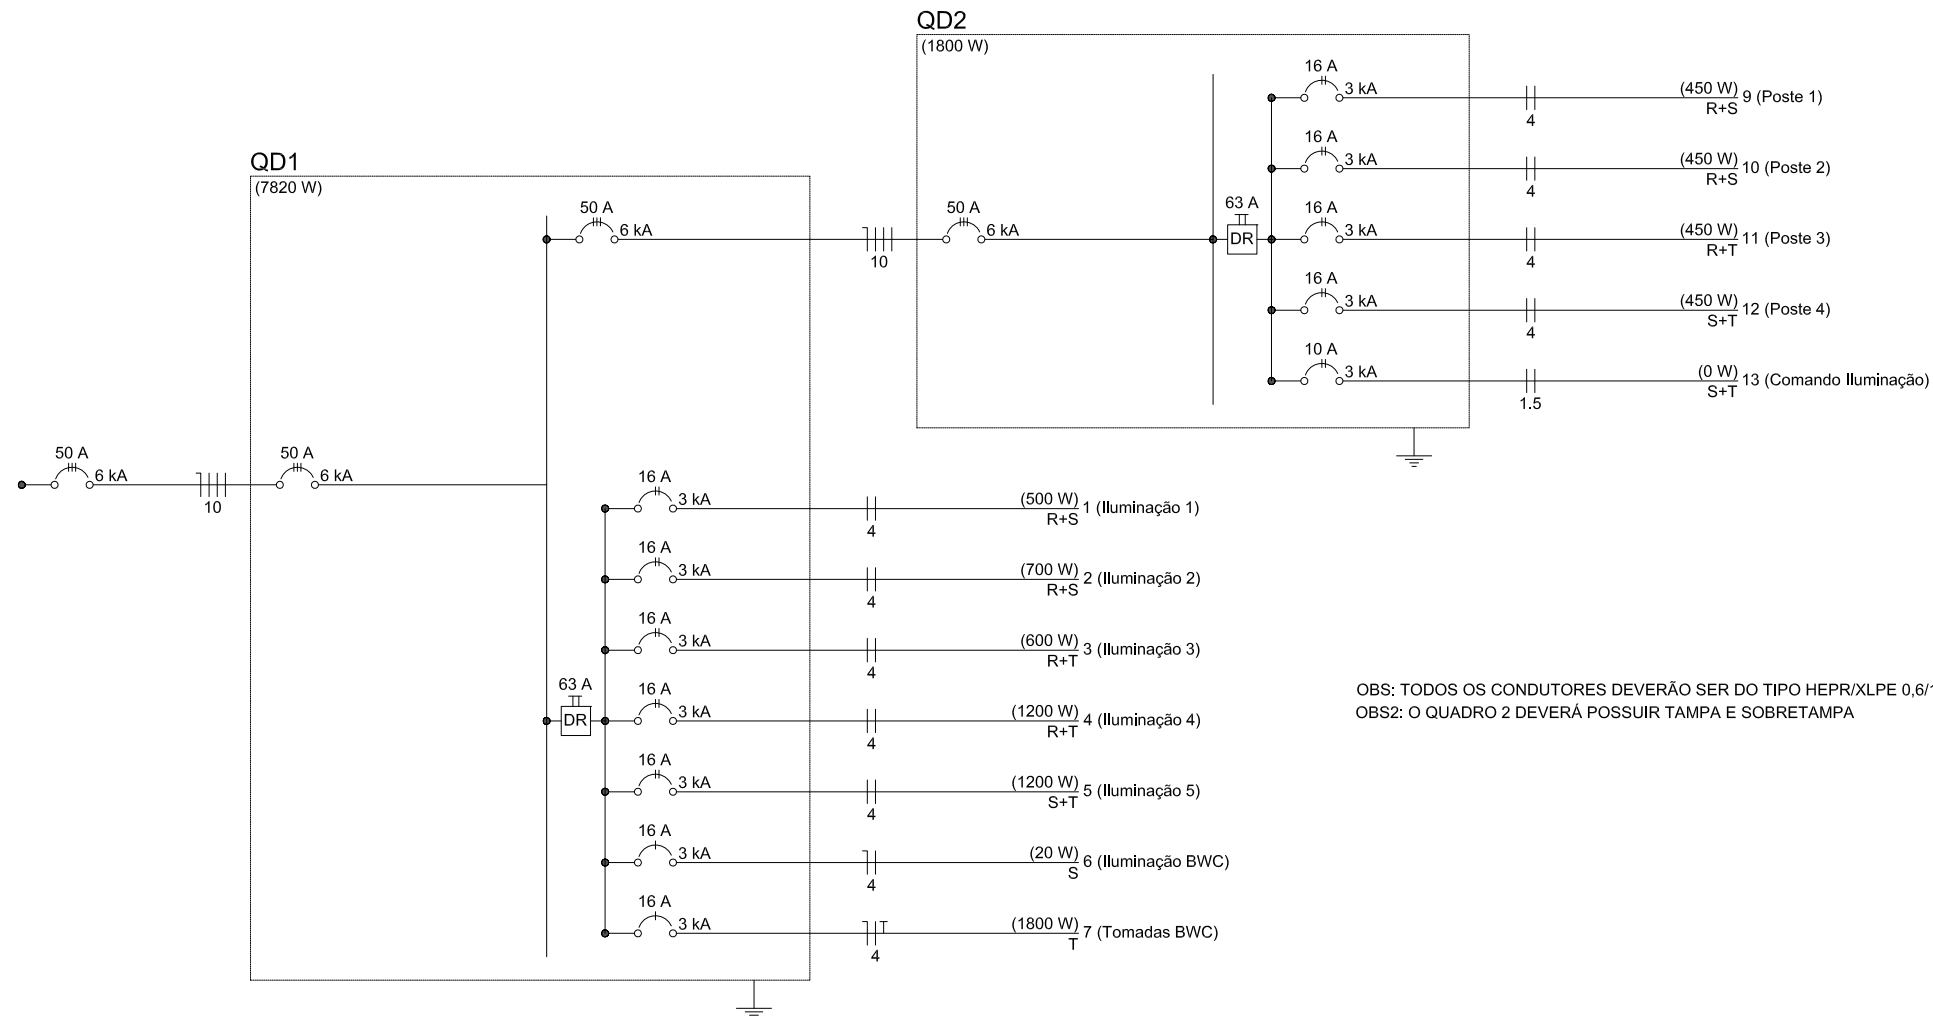 QD2
(1800 W)
16 A
3 kA
4
(450 W)
R+S
9 (Poste 1)
16 A
3 kA
4
(450 W)
R+S
10 (Poste 2)
63 A
DR
16 A
3 kA
4
(450 W)
R+T
11 (Poste 3)
16 A
3 kA
4
(450 W)
S+T
12 (Poste 4)
10 A
3 kA
1.5
(0 W)
S+T
13 (Comando Iluminação)
50 A
6 kA
QD1
(7820 W)
50 A
6 kA
10
50 A
6 kA
10
50 A
6 kA
63 A
DR
16 A
3 kA
4
(500 W)
R+S
1 (Iluminação 1)
16 A
3 kA
4
(700 W)
R+S
2 (Iluminação 2)
16 A
3 kA
4
(600 W)
R+T
3 (Iluminação 3)
16 A
3 kA
4
(1200 W)
R+T
4 (Iluminação 4)
16 A
3 kA
4
(1200 W)
S+T
5 (Iluminação 5)
16 A
3 kA
4
(20 W)
S
6 (Iluminação BWC)
16 A
3 kA
4
(1800 W)
T
7 (Tomadas BWC)
OBS: TODOS OS CONDUTORES DEVERÃO SER DO TIPO HEPR/XLPE 0,6/
OBS2: O QUADRO 2 DEVERÁ POSSUIR TAMPA E SOBRETAMPA